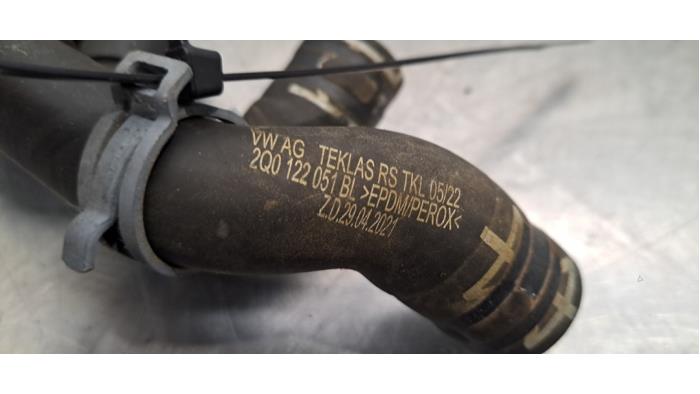 VW AG TEKLAS RS TKL 05/22
2Q0 122 051 BL >EPDM/PEROX<
Z.D.29.04.2021